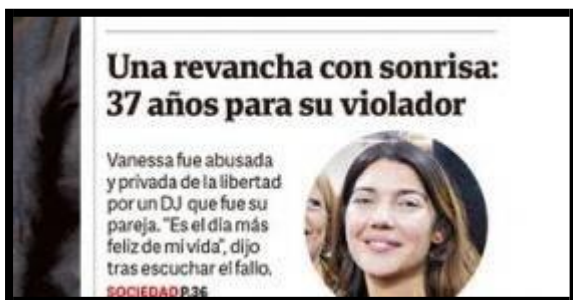 Una revancha con sonrisa:
37 años para su violador
Vanessa fue abusada
y privada de la libertad
por un DJ que fue su
pareja. "Es el día más
feliz de mi vida", dijo
tras escuchar el fallo.
SOCIEDAD P.36